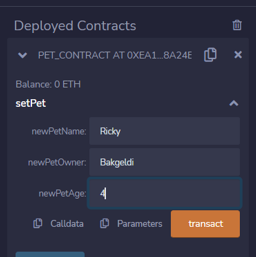 Deployed Contracts
PET_CONTRACT AT 0XEA1...8A24E
Balance: 0 ETH
setPet
newPetName: Ricky
newPetOwner: Bakgeldi
newPetAge: 4
Calldata Parameters transact